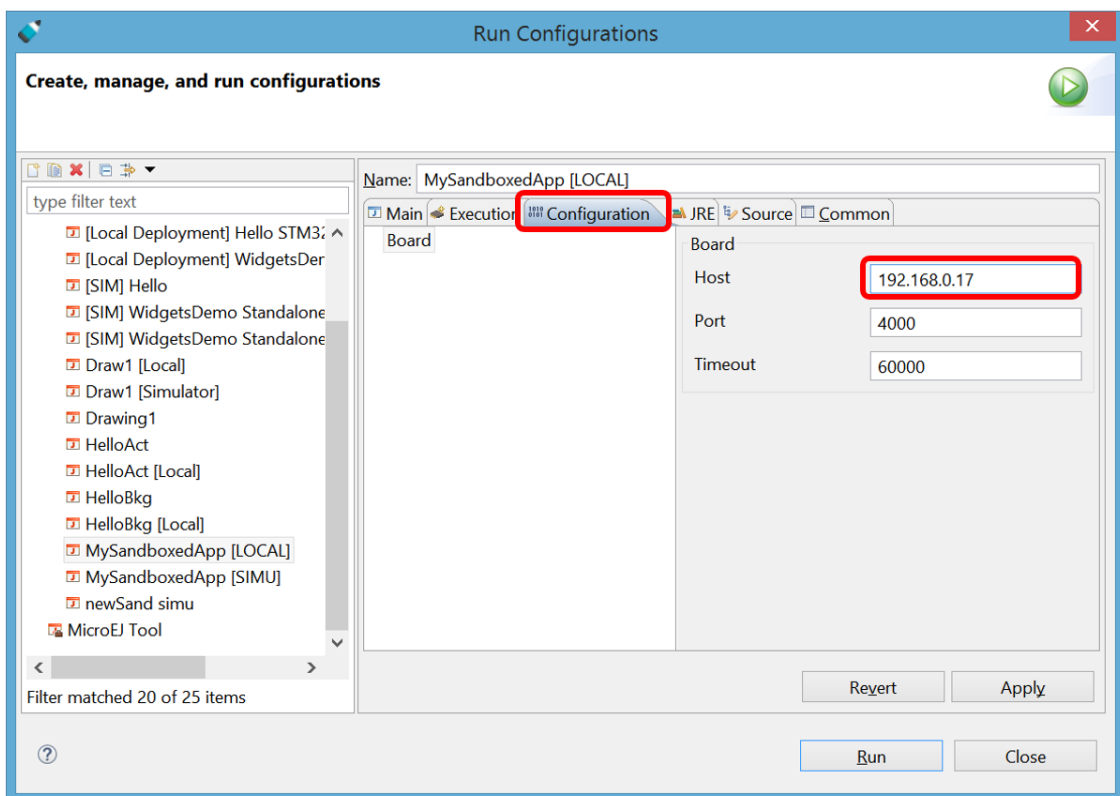 Run Configurations
Create, manage, and run configurations
type filter text
[Local Deployment] Hello STM32
[Local Deployment] WidgetsDer
[SIM] Hello
[SIM] WidgetsDemo Standalone
[SIM] WidgetsDemo Standalone
Draw1 [Local]
Draw1 [Simulator]
Drawing1
HelloAct
HelloAct [Local]
HelloBkg
HelloBkg [Local]
MySandboxedApp [LOCAL]
MySandboxedApp [SIMU]
newSand simu
MicroEJ Tool
Filter matched 20 of 25 items
Name: MySandboxedApp [LOCAL]
Main Execution Configuration JRE Source Common
Board
Board
Host 192.168.0.17
Port 4000
Timeout 60000
Revert Apply
Run Close